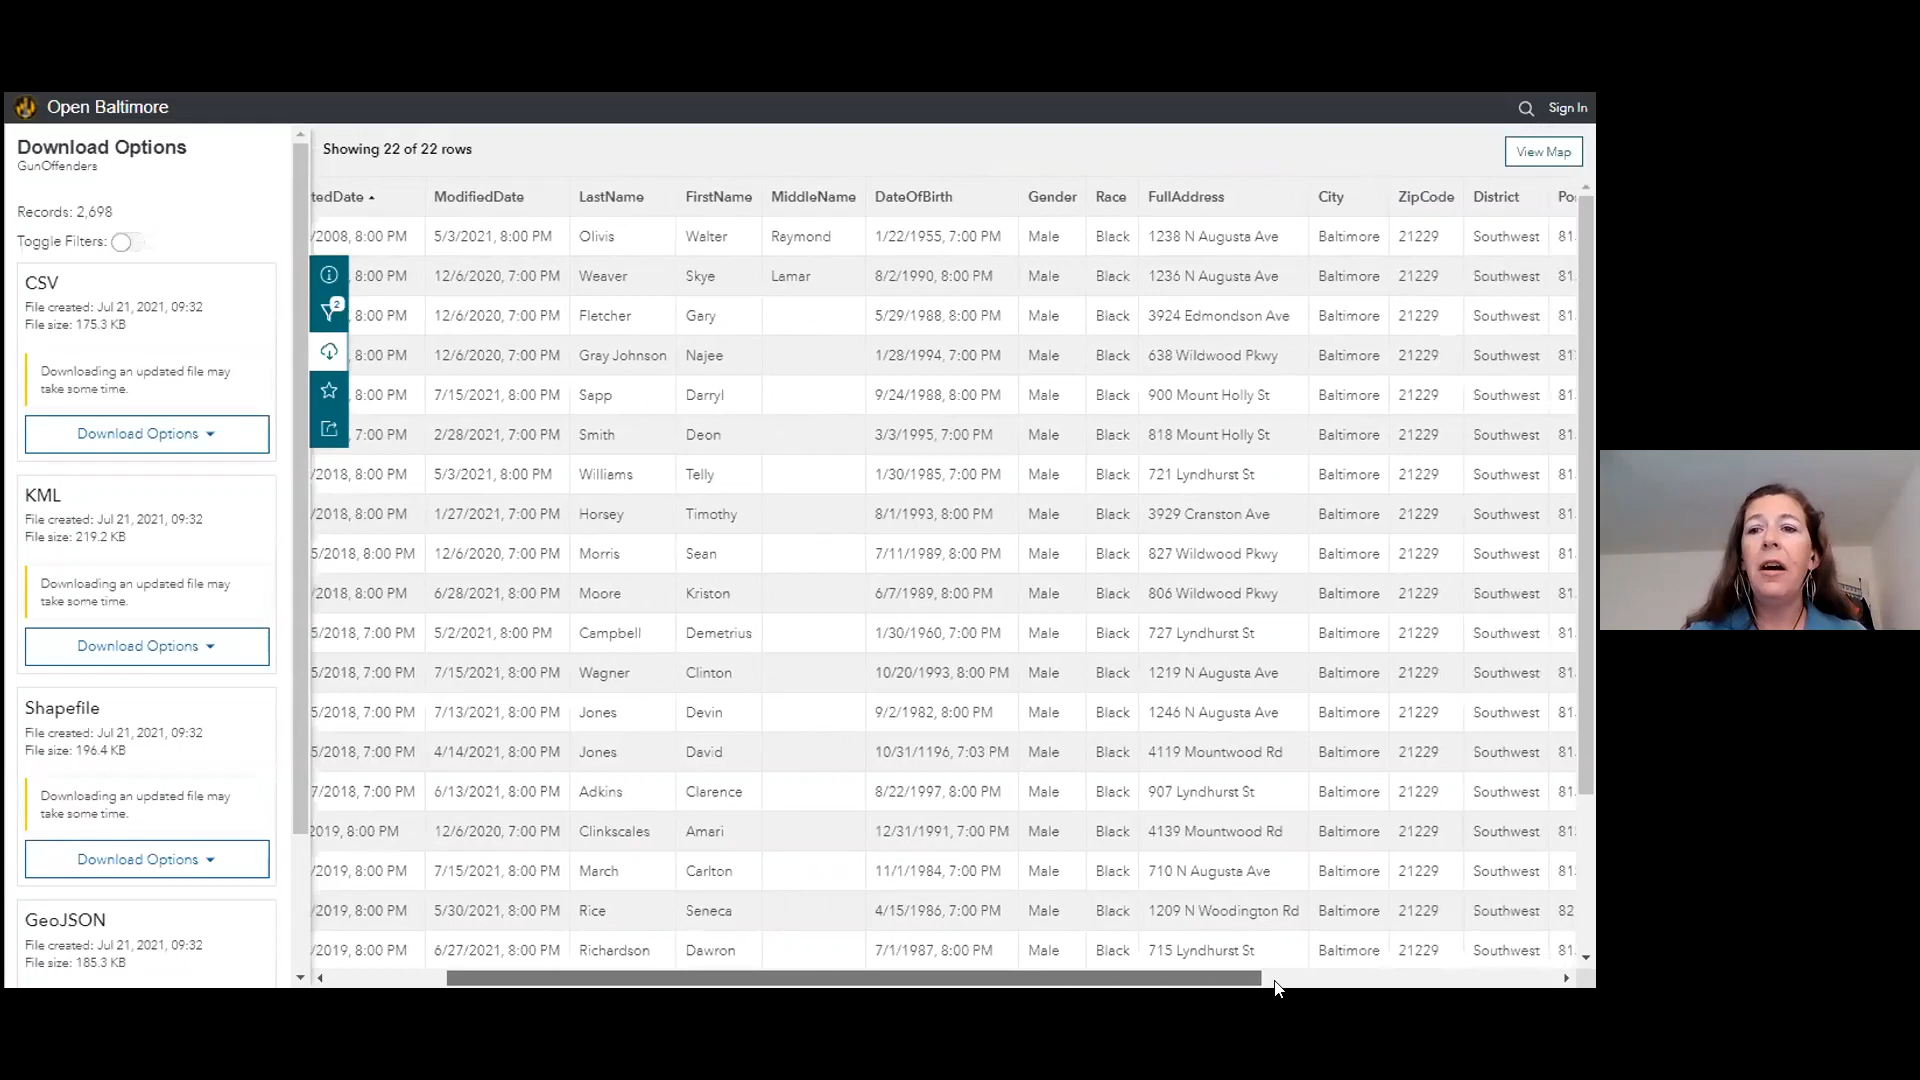 Open Baltimore
Sign In
Download Options
GunOffenders
Records: 2,698
Toggle Filters:
CSV
File created: Jul 21, 2021, 09:32
File size: 175.3 KB
Downloading an updated file may
take some time.
Download Options
KML
File created: Jul 21, 2021, 09:32
File size: 219.2 KB
Downloading an updated file may
take some time.
Download Options
Shapefile
File created: Jul 21, 2021, 09:32
File size: 196.4 KB
Downloading an updated file may
take some time.
Download Options
GeoJSON
File created: Jul 21, 2021, 09:32
File size: 185.3 KB
2
Showing 22 of 22 rows
View Map
tedDate ModifiedDate LastName FirstName MiddleName DateOfBirth Gender Race FullAddress City ZipCode District Po
/2008, 8:00 PM 5/3/2021, 8:00 PM Olivis Walter Raymond 1/22/1955, 7:00 PM Male Black 1238 N Augusta Ave Baltimore 21229 Southwest 81
, 8:00 PM 12/6/2020, 7:00 PM Weaver Skye Lamar 8/2/1990, 8:00 PM Male Black 1236 N Augusta Ave Baltimore 21229 Southwest 81
, 8:00 PM 12/6/2020, 7:00 PM Fletcher Gary 5/29/1988, 8:00 PM Male Black 3924 Edmondson Ave Baltimore 21229 Southwest 81
, 8:00 PM 12/6/2020, 7:00 PM Gray Johnson Najee 1/28/1994, 7:00 PM Male Black 638 Wildwood Pkwy Baltimore 21229 Southwest 81
, 8:00 PM 7/15/2021, 8:00 PM Sapp Darryl 9/24/1988, 8:00 PM Male Black 900 Mount Holly St Baltimore 21229 Southwest 81
, 7:00 PM 2/28/2021, 7:00 PM Smith Deon 3/3/1995, 7:00 PM Male Black 818 Mount Holly St Baltimore 21229 Southwest 81
/2018, 8:00 PM 5/3/2021, 8:00 PM Williams Telly 1/30/1985, 7:00 PM Male Black 721 Lyndhurst St Baltimore 21229 Southwest 81
/2018, 8:00 PM 1/27/2021, 7:00 PM Horsey Timothy 8/1/1993, 8:00 PM Male Black 3929 Cranston Ave Baltimore 21229 Southwest 81
5/2018, 8:00 PM 12/6/2020, 7:00 PM Morris Sean 7/11/1989, 8:00 PM Male Black 827 Wildwood Pkwy Baltimore 21229 Southwest 81
/2018, 8:00 PM 6/28/2021, 8:00 PM Moore Kriston 6/7/1989, 8:00 PM Male Black 806 Wildwood Pkwy Baltimore 21229 Southwest 81
5/2018, 7:00 PM 5/2/2021, 8:00 PM Campbell Demetrius 1/30/1960, 7:00 PM Male Black 727 Lyndhurst St Baltimore 21229 Southwest 81
5/2018, 7:00 PM 7/15/2021, 8:00 PM Wagner Clinton 10/20/1993, 8:00 PM Male Black 1219 N Augusta Ave Baltimore 21229 Southwest 81
5/2018, 7:00 PM 7/13/2021, 8:00 PM Jones Devin 9/2/1982, 8:00 PM Male Black 1246 N Augusta Ave Baltimore 21229 Southwest 81
5/2018, 7:00 PM 4/14/2021, 8:00 PM Jones David 10/31/1196, 7:03 PM Male Black 4119 Mountwood Rd Baltimore 21229 Southwest 81
7/2018, 7:00 PM 6/13/2021, 8:00 PM Adkins Clarence 8/22/1997, 8:00 PM Male Black 907 Lyndhurst St Baltimore 21229 Southwest 81
2019, 8:00 PM 12/6/2020, 7:00 PM Clinkscales Amari 12/31/1991, 7:00 PM Male Black 4139 Mountwood Rd Baltimore 21229 Southwest 81
/2019, 8:00 PM 7/15/2021, 8:00 PM March Carlton 11/1/1984, 7:00 PM Male Black 710 N Augusta Ave Baltimore 21229 Southwest 81
/2019, 8:00 PM 5/30/2021, 8:00 PM Rice Seneca 4/15/1986, 7:00 PM Male Black 1209 N Woodington Rd Baltimore 21229 Southwest 82
/2019, 8:00 PM 6/27/2021, 8:00 PM Richardson Dawron 7/1/1987, 8:00 PM Male Black 715 Lyndhurst St Baltimore 21229 Southwest 81